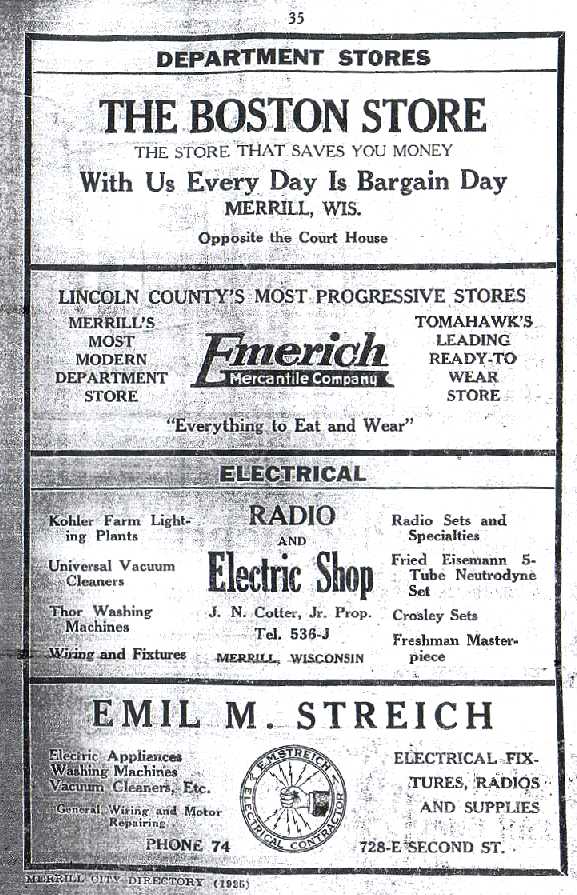 35
DEPARTMENT STORES
THE BOSTON STORE
THE STORE THAT SAVES YOU MONEY
With Us Every Day Is Bargain Day
MERRILL, WIS.
Opposite the Court House
LINCOLN COUNTY'S MOST PROGRESSIVE STORES
MERRILL'S
MOST
MODERN
DEPARTMENT
STORE
Emerich
Mercantile Company
TOMAHAWK'S
LEADING
READY-TO
WEAR
STORE
"Everything to Eat and Wear"
ELECTRICAL
Kohler Farm Light-
ing Plants
Universal Vacuum
Cleaners
Thor Washing
Machines
Wiring and Fixtures
RADIO
AND
Electric Shop
J. N. Cotter, Jr. Prop.
Tel. 536-J
MERRILL, WISCONSIN
Radio Sets and
Specialties
Fried Eisemann 5-
Tube Neutrodyne
Set
Crosley Sets
Freshman Master-
piece
EMIL M. STREICH
Electric Appliances
Washing Machines
Vacuum Cleaners, Etc.
General Wiring and Motor
Repairing
PHONE 74
EMSTREICH
ELECTRICAL CONTRACTOR
ELECTRICAL FIX-
TURES, RADIOS
AND SUPPLIES
728-E SECOND ST.
MERRILL CITY DIRECTORY (1925)